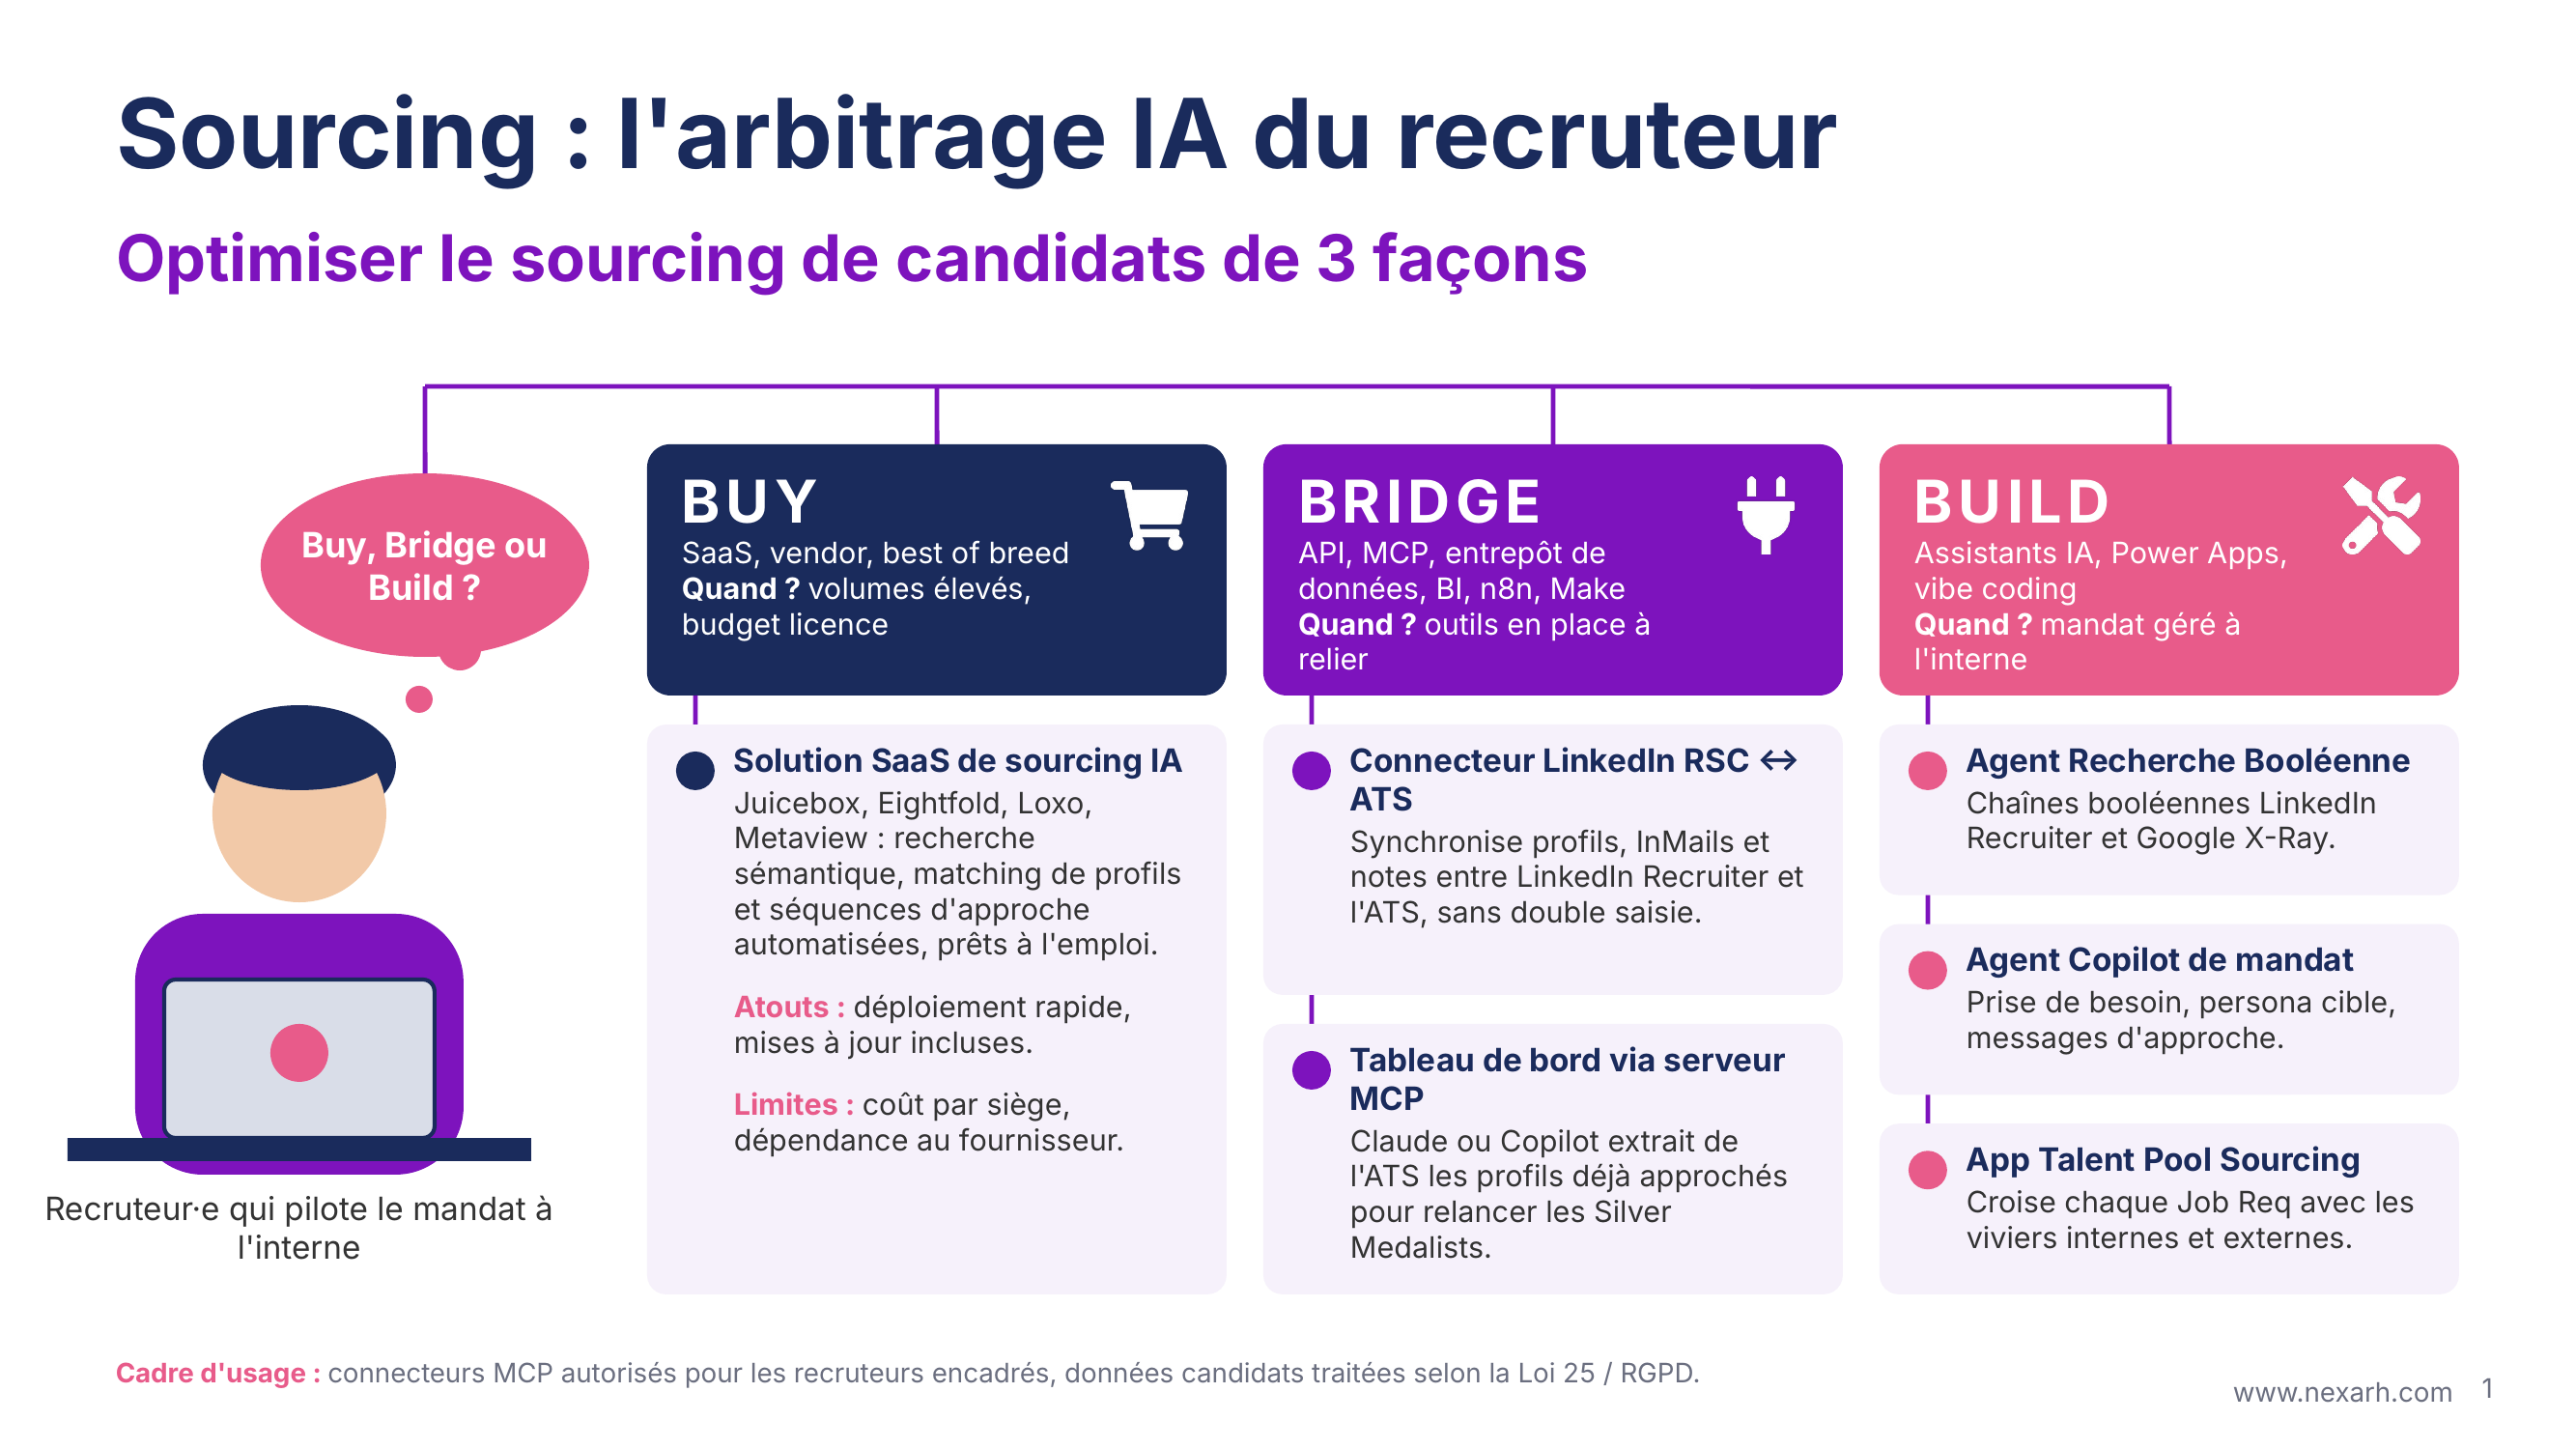 Sourcing : l'arbitrage IA du recruteur
Optimiser le sourcing de candidats de 3 façons
Buy, Bridge ou
Build ?
Recruteur·e qui pilote le mandat à
l'interne
BUY
SaaS, vendor, best of breed
Quand ? volumes élevés,
budget licence
Solution SaaS de sourcing IA
Juicebox, Eightfold, Loxo,
Metaview : recherche
sémantique, matching de profils
et séquences d'approche
automatisées, prêts à l'emploi.
Atouts : déploiement rapide,
mises à jour incluses.
Limites : coût par siège,
dépendance au fournisseur.
BRIDGE
API, MCP, entrepôt de
données, BI, n8n, Make
Quand ? outils en place à
relier
Connecteur LinkedIn RSC ↔
ATS
Synchronise profils, InMails et
notes entre LinkedIn Recruiter et
l'ATS, sans double saisie.
Tableau de bord via serveur
MCP
Claude ou Copilot extrait de
l'ATS les profils déjà approchés
pour relancer les Silver
Medalists.
BUILD
Assistants IA, Power Apps,
vibe coding
Quand ? mandat géré à
l'interne
Agent Recherche Booléenne
Chaînes booléennes LinkedIn
Recruiter et Google X-Ray.
Agent Copilot de mandat
Prise de besoin, persona cible,
messages d'approche.
App Talent Pool Sourcing
Croise chaque Job Req avec les
viviers internes et externes.
Cadre d'usage : connecteurs MCP autorisés pour les recruteurs encadrés, données candidats traitées selon la Loi 25 / RGPD.
www.nexarh.com 1